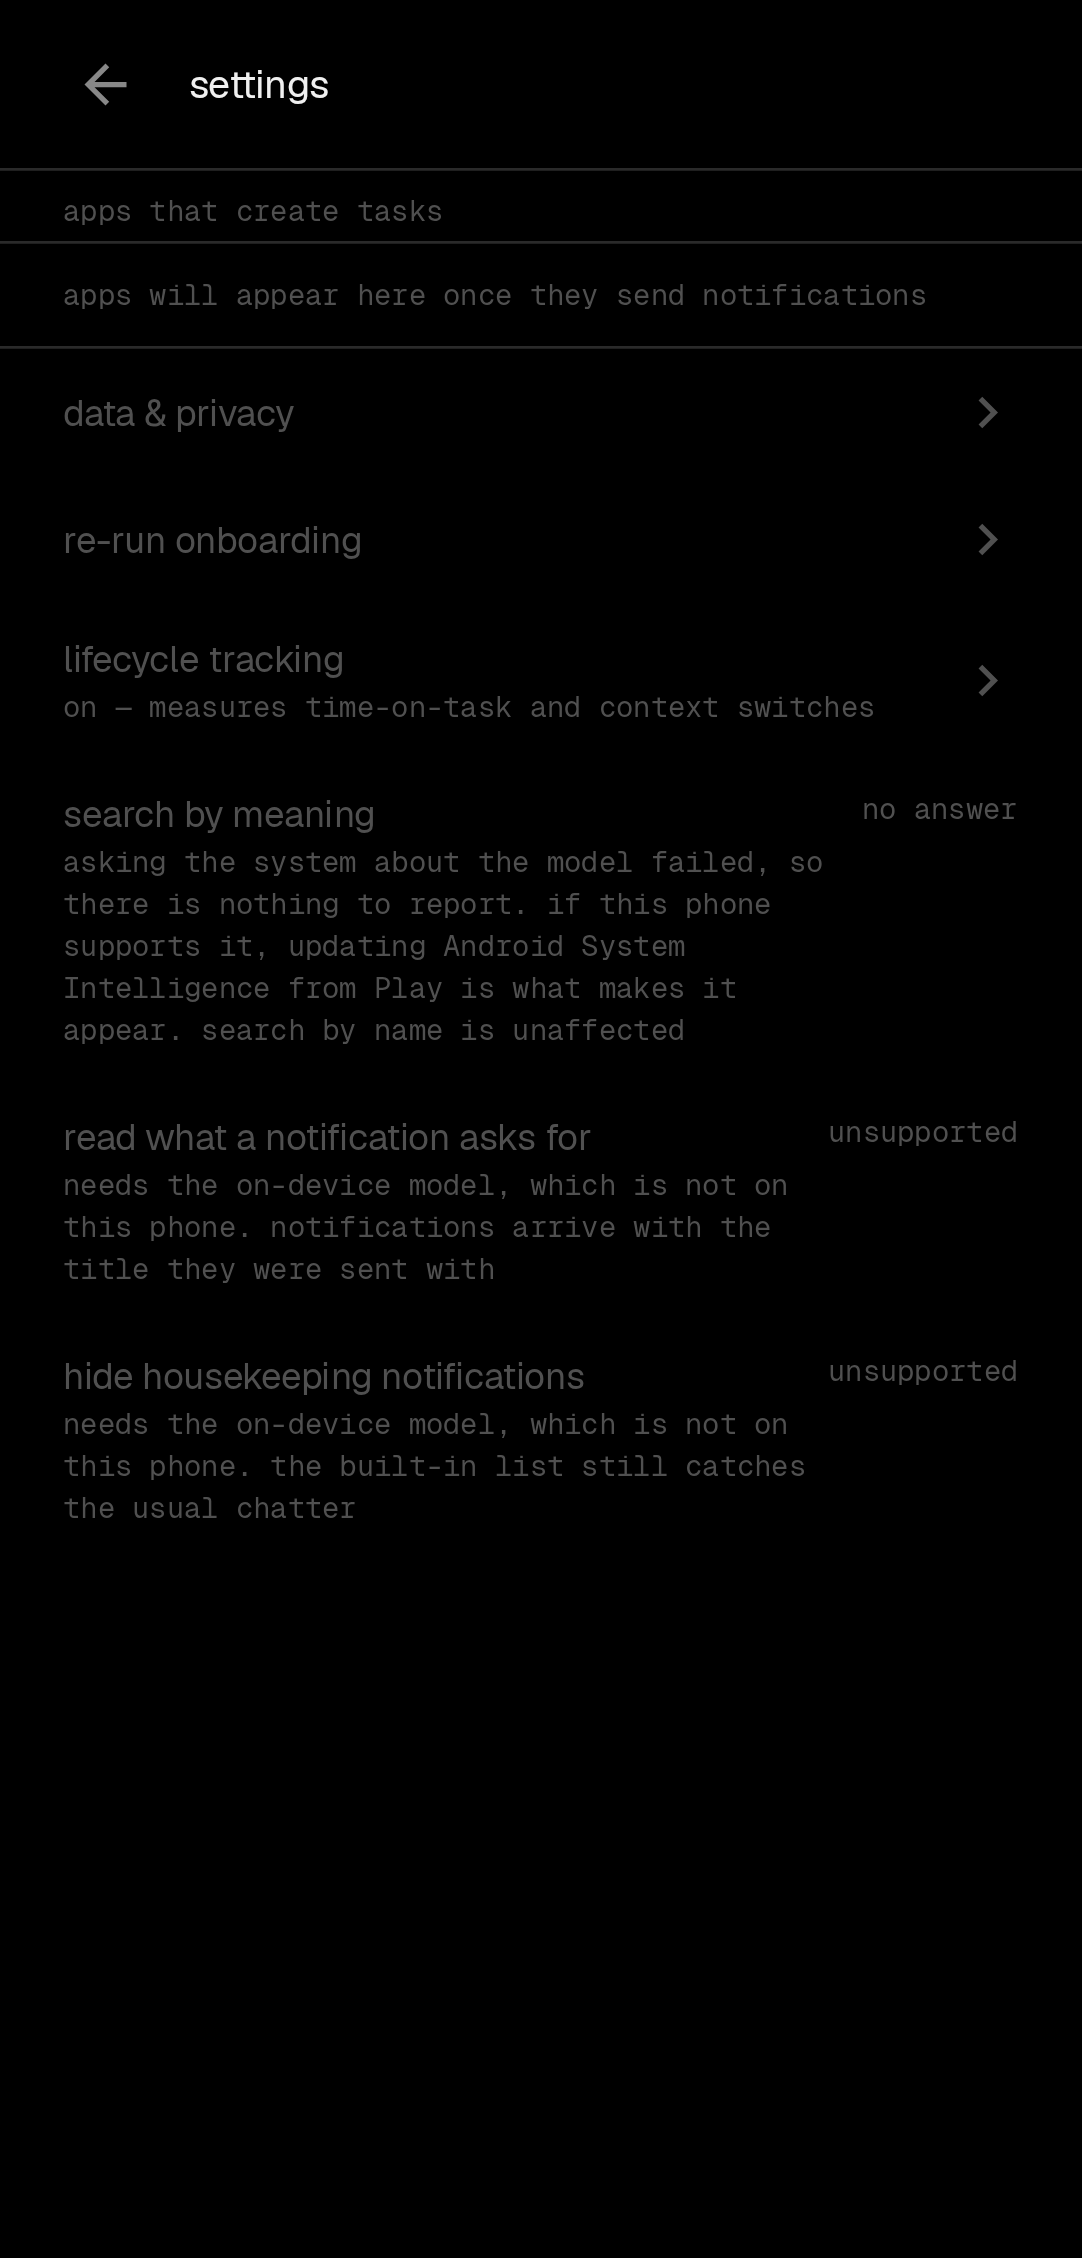 settings
apps that create tasks
apps will appear here once they send notifications
data & privacy
re-run onboarding
lifecycle tracking
on — measures time-on-task and context switches
search by meaning
no answer
asking the system about the model failed, so
there is nothing to report. if this phone
supports it, updating Android System
Intelligence from Play is what makes it
appear. search by name is unaffected
read what a notification asks for
unsupported
needs the on-device model, which is not on
this phone. notifications arrive with the
title they were sent with
hide housekeeping notifications
unsupported
needs the on-device model, which is not on
this phone. the built-in list still catches
the usual chatter